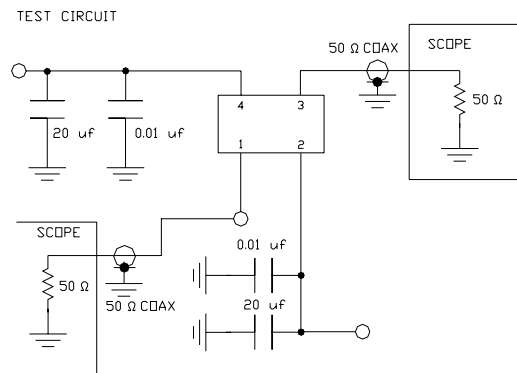 TEST CIRCUIT
50 Ω COAX
SCOPE
4
3
50 Ω
20 uf
0.01 uf
1
2
SCOPE
0.01 uf
50 Ω
50 Ω COAX
20 uf